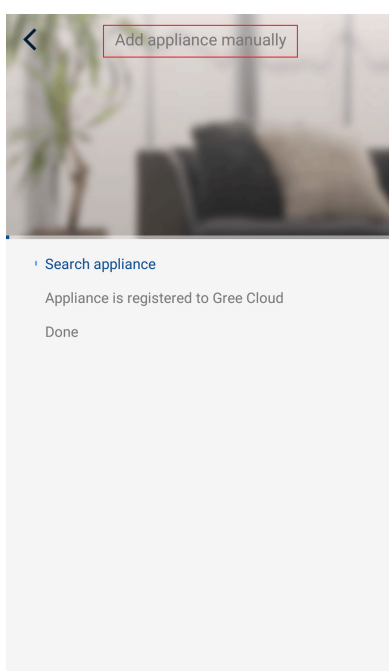 Add appliance manually
Search appliance
Appliance is registered to Gree Cloud
Done